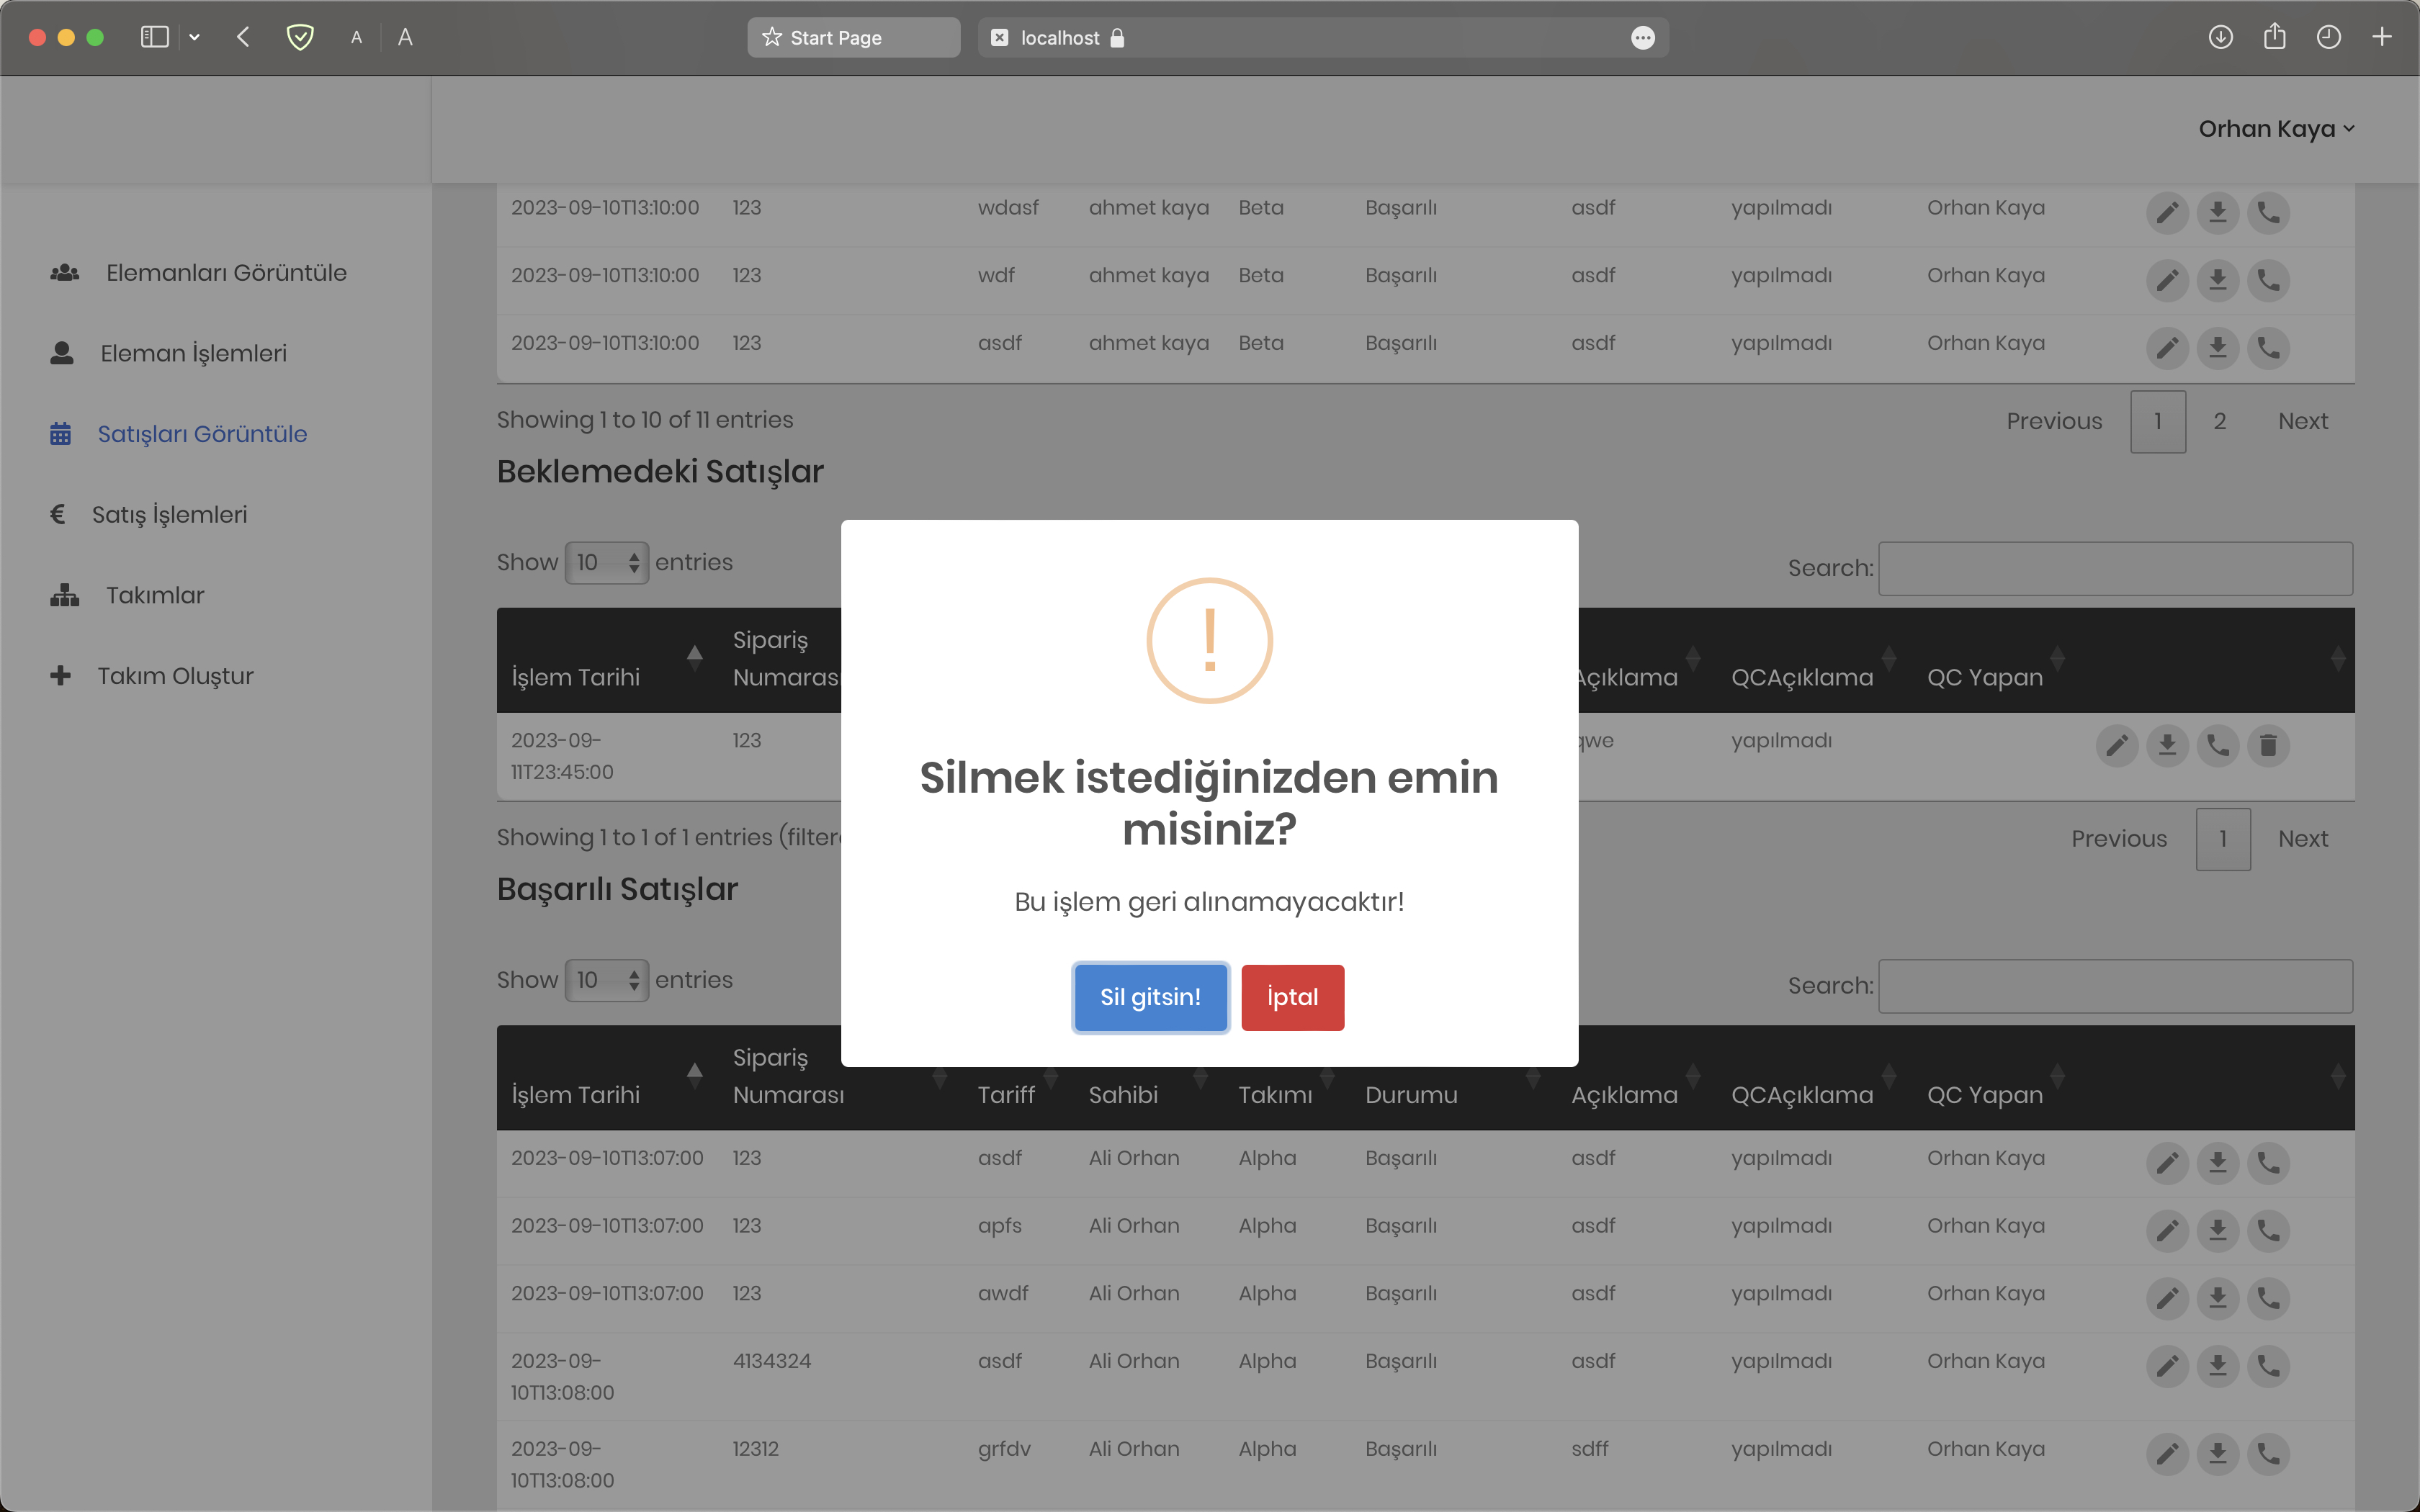 A A Start Page localhost
Orhan Kaya
Elemanları Görüntüle
Eleman İşlemleri
Satışları Görüntüle
€ Satış İşlemleri
Takımlar
Takım Oluştur
2023-09-10T13:10:00 123 wdasf ahmet kaya Beta Başarılı asdf yapılmadı Orhan Kaya
2023-09-10T13:10:00 123 wdf ahmet kaya Beta Başarılı asdf yapılmadı Orhan Kaya
2023-09-10T13:10:00 123 asdf ahmet kaya Beta Başarılı asdf yapılmadı Orhan Kaya
Showing 1 to 10 of 11 entries Previous 1 2 Next
Beklemedeki Satışlar
Show 10 entries Search:
Sipariş
İşlem Tarihi Numarası Açıklama QCAçıklama QC Yapan
2023-09- 123 qwe yapılmadı
11T23:45:00
Showing 1 to 1 of 1 entries Previous 1 Next
!
Silmek istediğinizden emin
misiniz?
Bu işlem geri alınamayacaktır!
Sil gitsin! İptal
Başarılı Satışlar
Show 10 entries Search:
Sipariş
İşlem Tarihi Numarası Tariff Sahibi Takımı Durumu Açıklama QCAçıklama QC Yapan
2023-09-10T13:07:00 123 asdf Ali Orhan Alpha Başarılı asdf yapılmadı Orhan Kaya
2023-09-10T13:07:00 123 apfs Ali Orhan Alpha Başarılı asdf yapılmadı Orhan Kaya
2023-09-10T13:07:00 123 awdf Ali Orhan Alpha Başarılı asdf yapılmadı Orhan Kaya
2023-09- 4134324 asdf Ali Orhan Alpha Başarılı asdf yapılmadı Orhan Kaya
10T13:08:00
2023-09- 12312 grfdv Ali Orhan Alpha Başarılı sdff yapılmadı Orhan Kaya
10T13:08:00